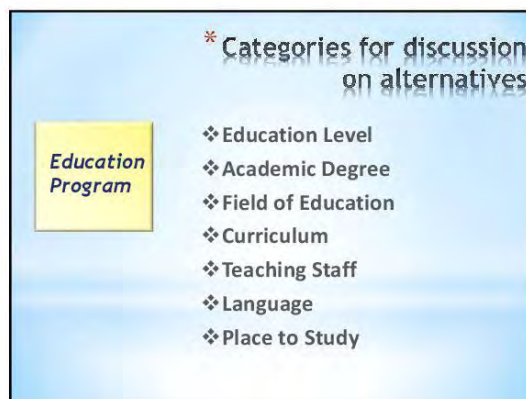 * Categories for discussion
on alternatives
Education
Program
❖Education Level
❖Academic Degree
❖Field of Education
❖Curriculum
❖Teaching Staff
❖Language
❖Place to Study